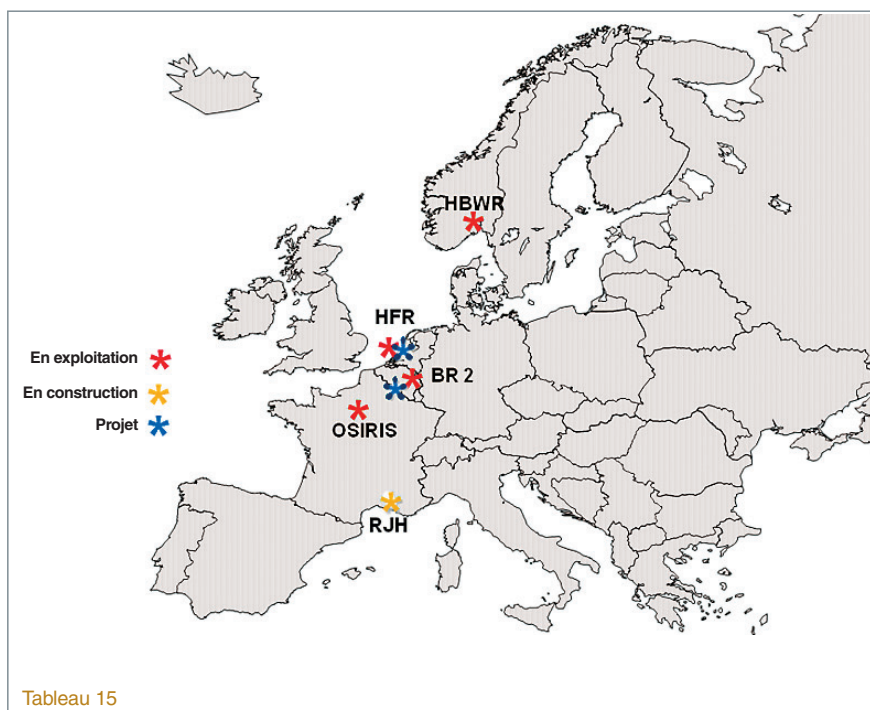 HBWR
HFR
En exploitation
BR 2
En construction
Projet
OSIRIS
RJH
Tableau 15